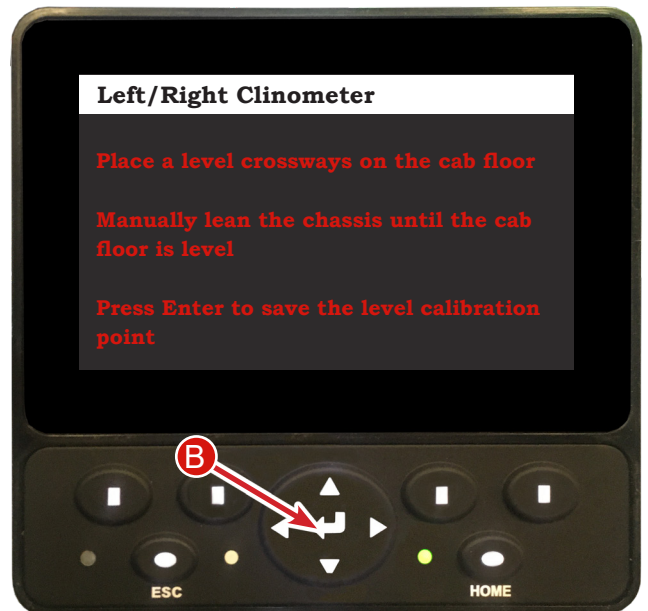 Left/Right Clinometer
Place a level crossways on the cab floor
Manually lean the chassis until the cab
floor is level
Press Enter to save the level calibration
point
B
ESC
HOME